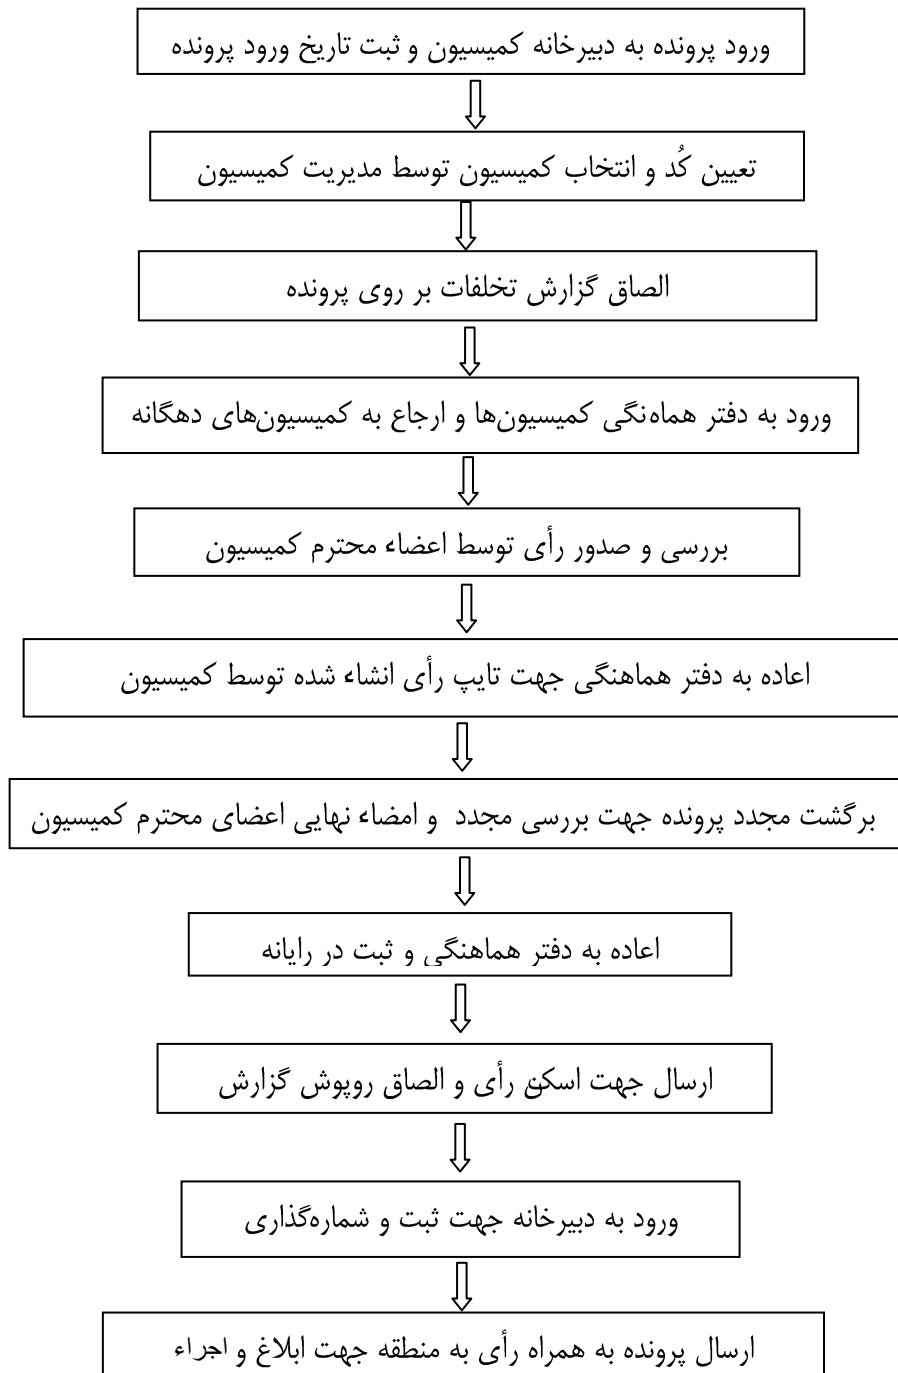 ورود پرونده به دبیرخانه کمیسیون و ثبت تاریخ ورود پرونده
تعیین کُد و انتخاب کمیسیون توسط مدیریت کمیسیون
الصاق گزارش تخلفات بر روی پرونده
ورود به دفتر هماه‌نگی کمیسیون‌ها و ارجاع به کمیسیون‌های دهگانه
بررسی و صدور رأی توسط اعضاء محترم کمیسیون
اعاده به دفتر هماهنگی جهت تایپ رأی انشاء شده توسط کمیسیون
برگشت مجدد پرونده جهت بررسی مجدد و امضاء نهایی اعضای محترم کمیسیون
اعاده به دفتر هماهنگی و ثبت در رایانه
ارسال جهت اسکن رأی و الصاق روپوش گزارش
ورود به دبیرخانه جهت ثبت و شماره‌گذاری
ارسال پرونده به همراه رأی به منطقه جهت ابلاغ و اجراء